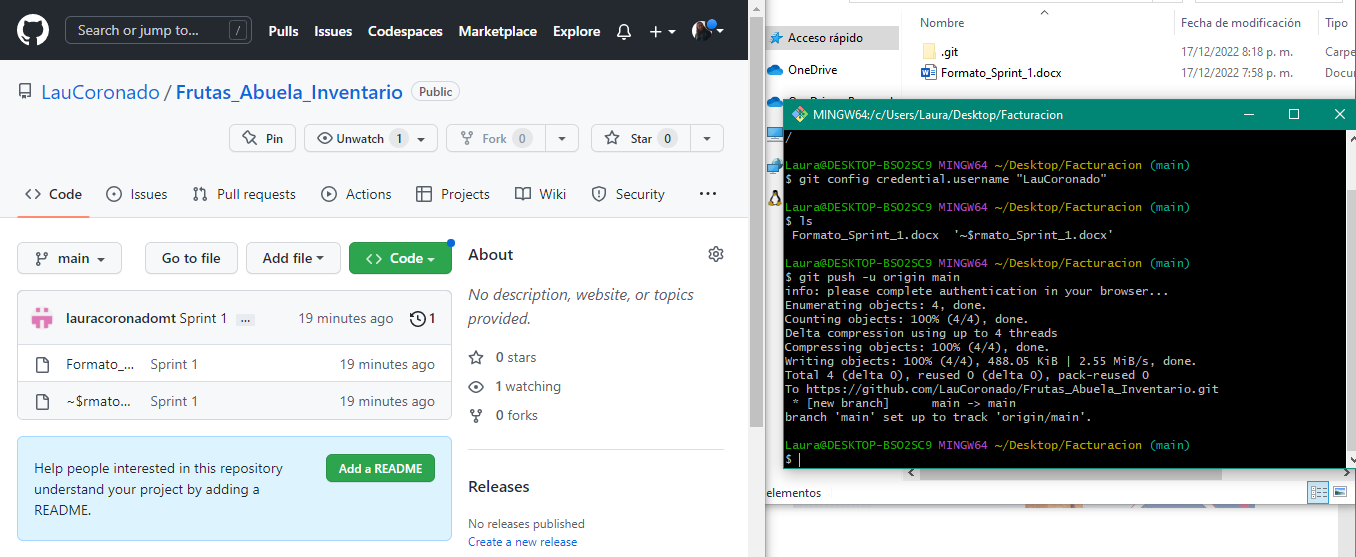 Search or jump to... /
Pulls Issues Codespaces Marketplace Explore
LauCoronado / Frutas_Abuela_Inventario Public
Pin Unwatch 1 Fork 0 Star 0
Code Issues Pull requests Actions Projects Wiki Security ...
main Go to file Add file Code
lauracoronadomt Sprint 1 ... 19 minutes ago 1
Formato_... Sprint 1 19 minutes ago
~$rmato... Sprint 1 19 minutes ago
Help people interested in this repository
understand your project by adding a
README.
Add a README
About
No description, website, or topics
provided.
0 stars
1 watching
0 forks
Releases
No releases published
Create a new release
Nombre Fecha de modificación Tipo
Acceso rápido
OneDrive
.git 17/12/2022 8:18 p. m. Carpe
Formato_Sprint_1.docx 17/12/2022 7:58 p. m. Docu
MINGW64:/c/Users/Laura/Desktop/Facturacion
/
Laura@DESKTOP-BSO2SC9 MINGW64 ~/Desktop/Facturacion (main)
$ git config credential.username "LauCoronado"
Laura@DESKTOP-BSO2SC9 MINGW64 ~/Desktop/Facturacion (main)
$ ls
Formato_Sprint_1.docx '~$rmato_Sprint_1.docx'
Laura@DESKTOP-BSO2SC9 MINGW64 ~/Desktop/Facturacion (main)
$ git push -u origin main
info: please complete authentication in your browser...
Enumerating objects: 4, done.
Counting objects: 100% (4/4), done.
Delta compression using up to 4 threads
Compressing objects: 100% (4/4), done.
Writing objects: 100% (4/4), 488.05 KiB | 2.55 MiB/s, done.
Total 4 (delta 0), reused 0 (delta 0), pack-reused 0
To https://github.com/LauCoronado/Frutas_Abuela_Inventario.git
* [new branch] main -> main
branch 'main' set up to track 'origin/main'.
Laura@DESKTOP-BSO2SC9 MINGW64 ~/Desktop/Facturacion (main)
$
elementos